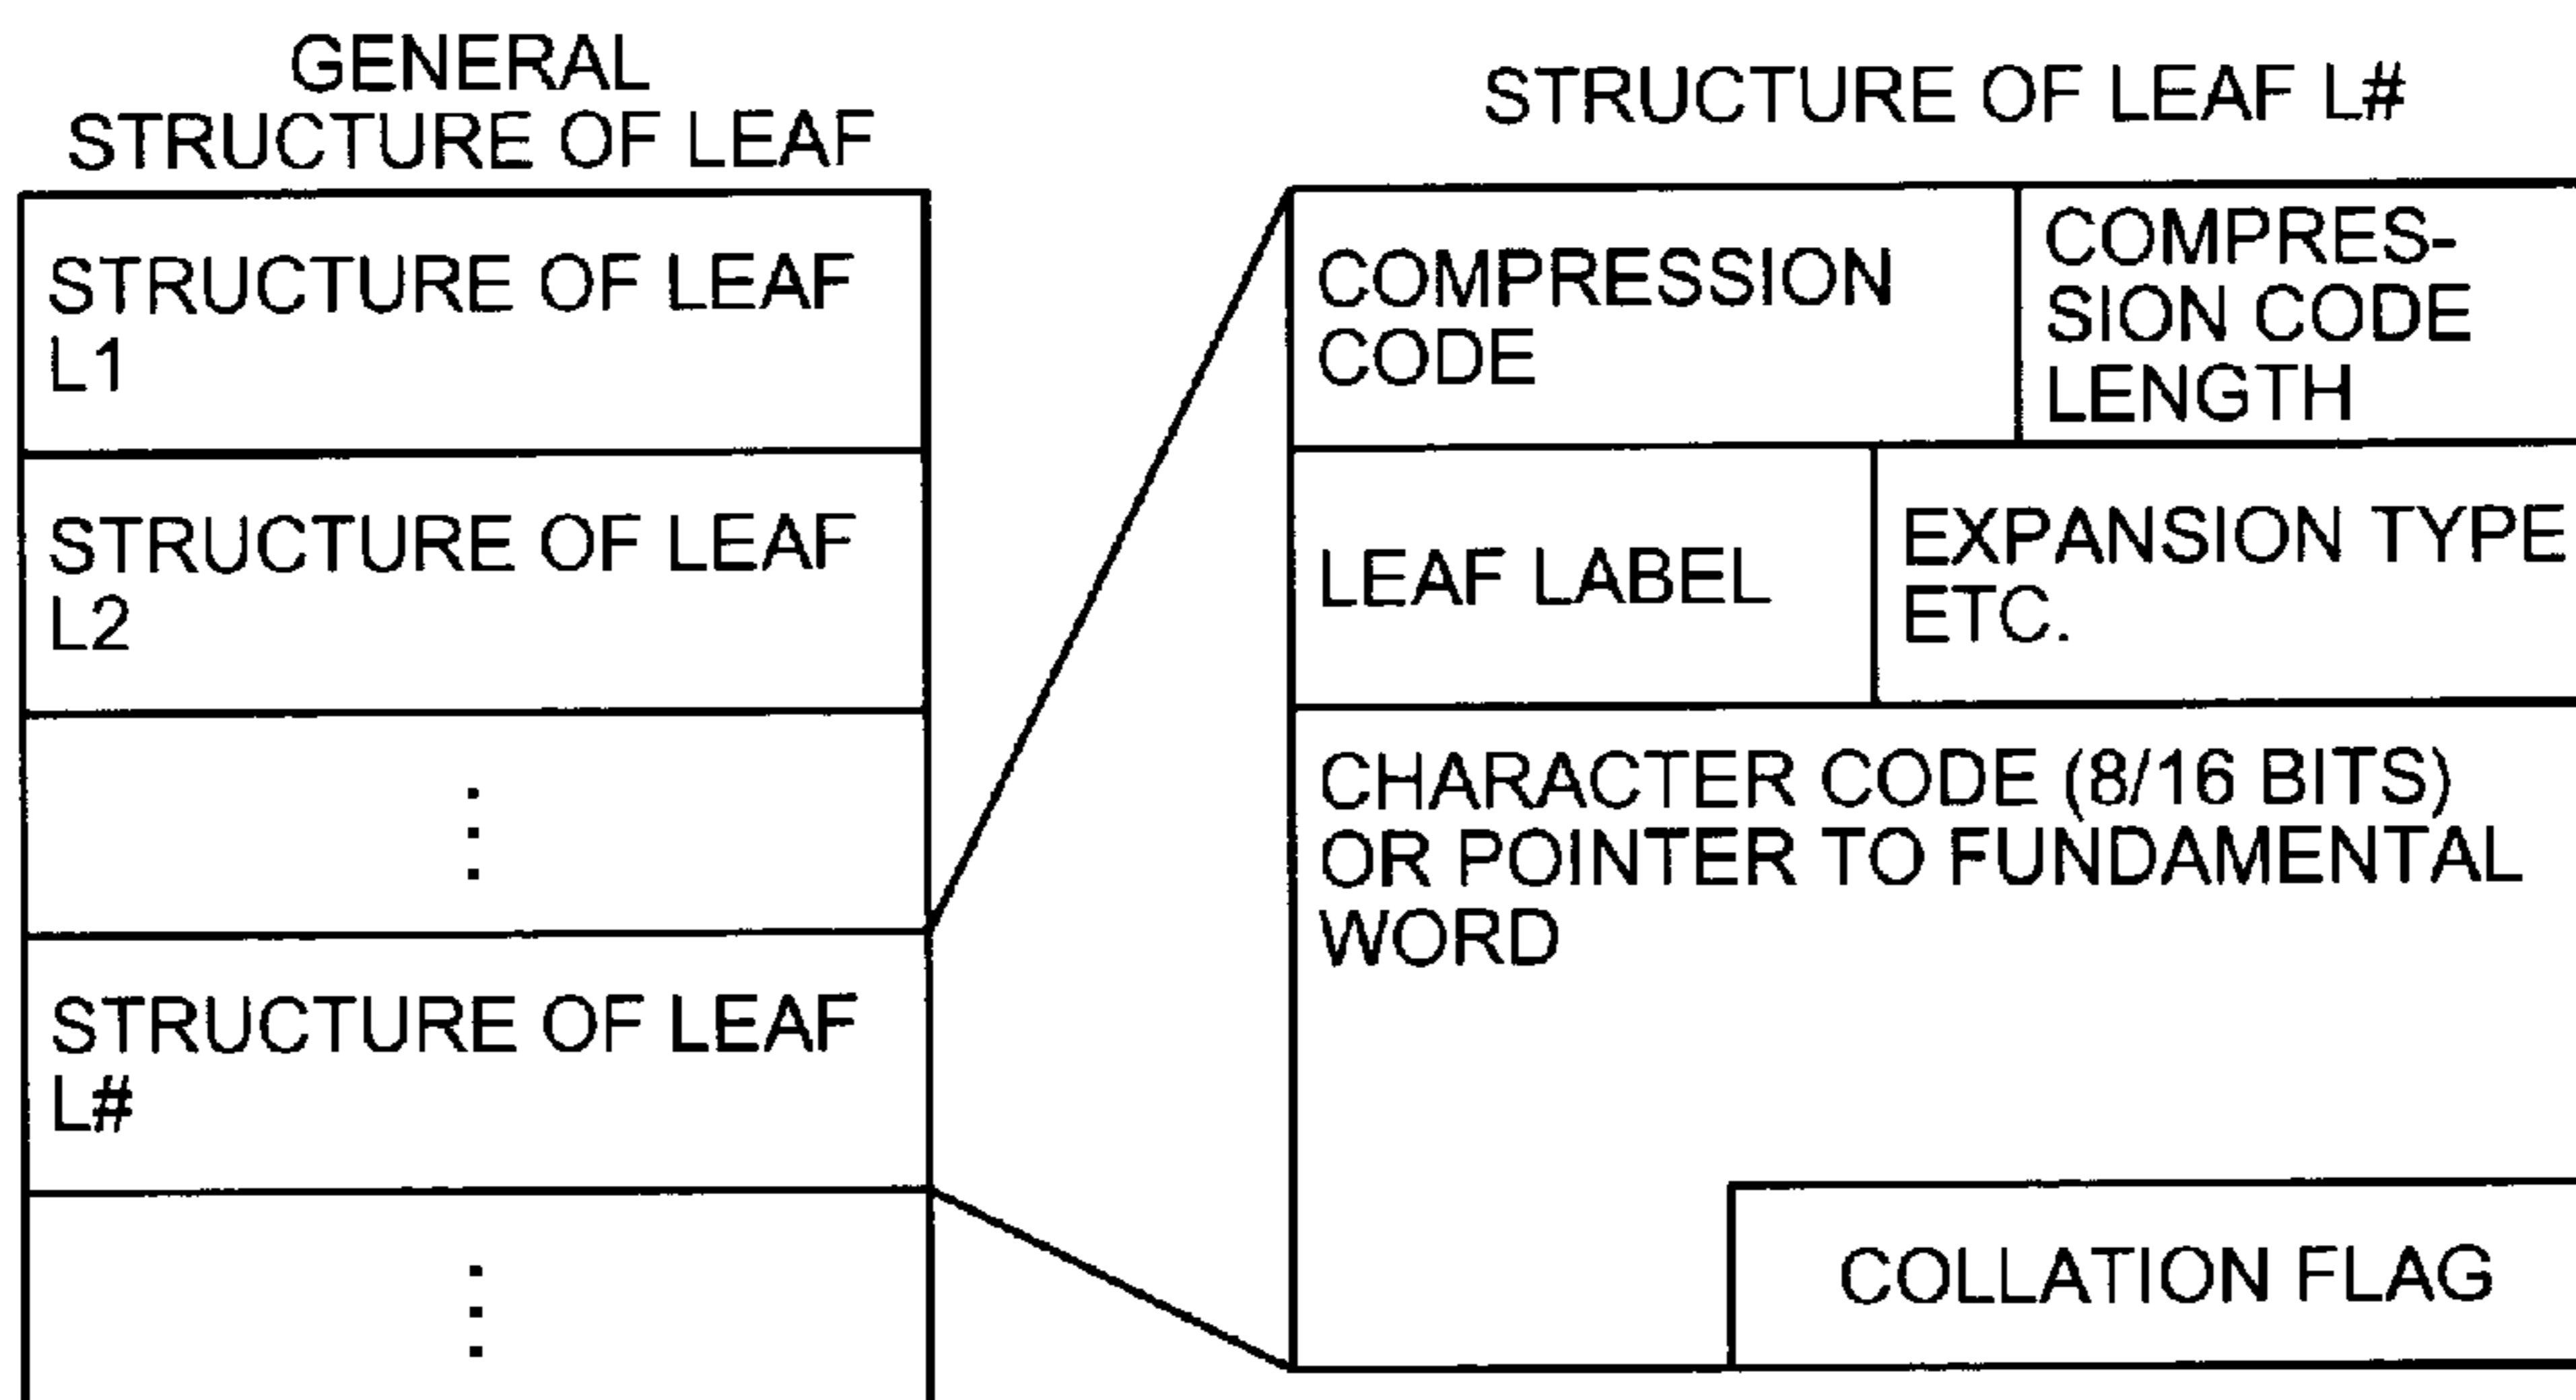 GENERAL
STRUCTURE OF LEAF
STRUCTURE OF LEAF
L1
STRUCTURE OF LEAF
L2
STRUCTURE OF LEAF
L#
STRUCTURE OF LEAF L#
COMPRESSION
CODE
COMPRES-
SION CODE
LENGTH
LEAF LABEL
EXPANSION TYPE
ETC.
CHARACTER CODE (8/16 BITS)
OR POINTER TO FUNDAMENTAL
WORD
COLLATION FLAG